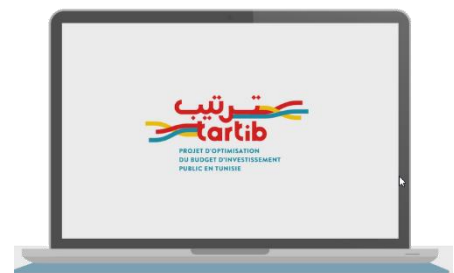 ترتيب
tartib
PROJET D'OPTIMISATION
DU BUDGET D'INVESTISSEMENT
PUBLIC EN TUNISIE